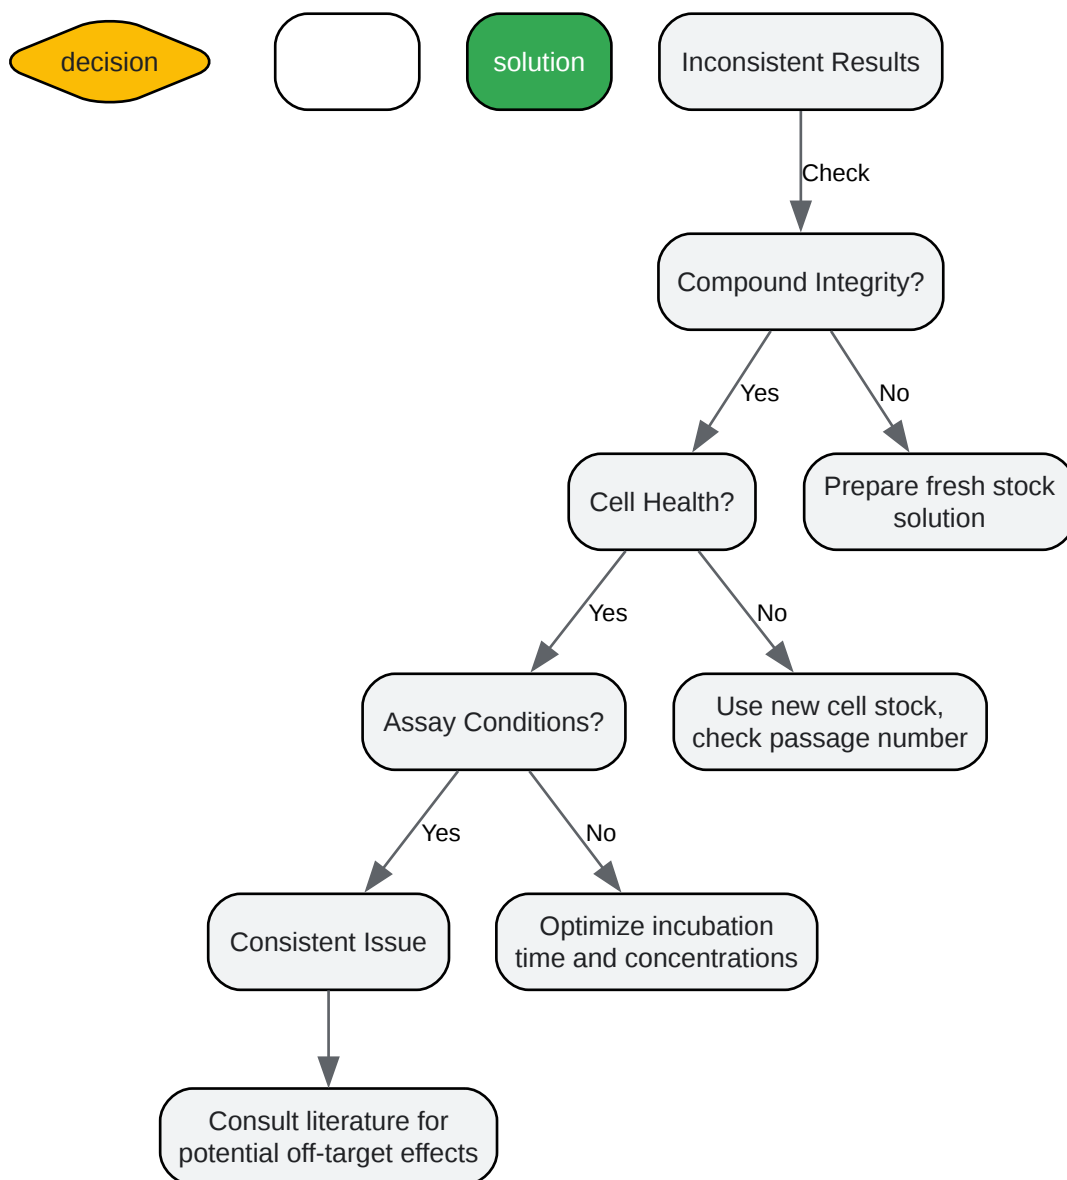 decision
solution
Inconsistent Results
Check
Compound Integrity?
Yes
No
Cell Health?
Prepare fresh stock
solution
Yes
No
Assay Conditions?
Use new cell stock,
check passage number
Yes
No
Consistent Issue
Optimize incubation
time and concentrations
Consult literature for
potential off-target effects